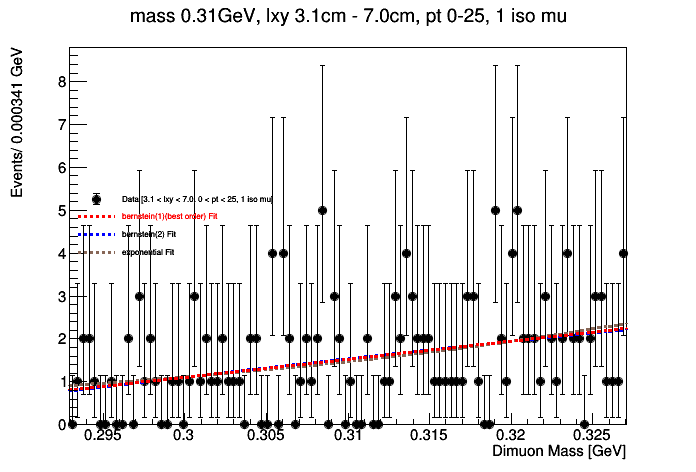 mass 0.31GeV, lxy 3.1cm - 7.0cm, pt 0-25, 1 iso mu
Events/ 0.000341 GeV
8
7
6
5
4
3
2
1
0
Data [3.1 < lxy < 7.0, 0 < pt < 25, 1 iso mu]
bernstein(1)(best order) Fit
bernstein(2) Fit
exponential Fit
0.295 0.3 0.305 0.31 0.315 0.32 0.325
Dimuon Mass [GeV]